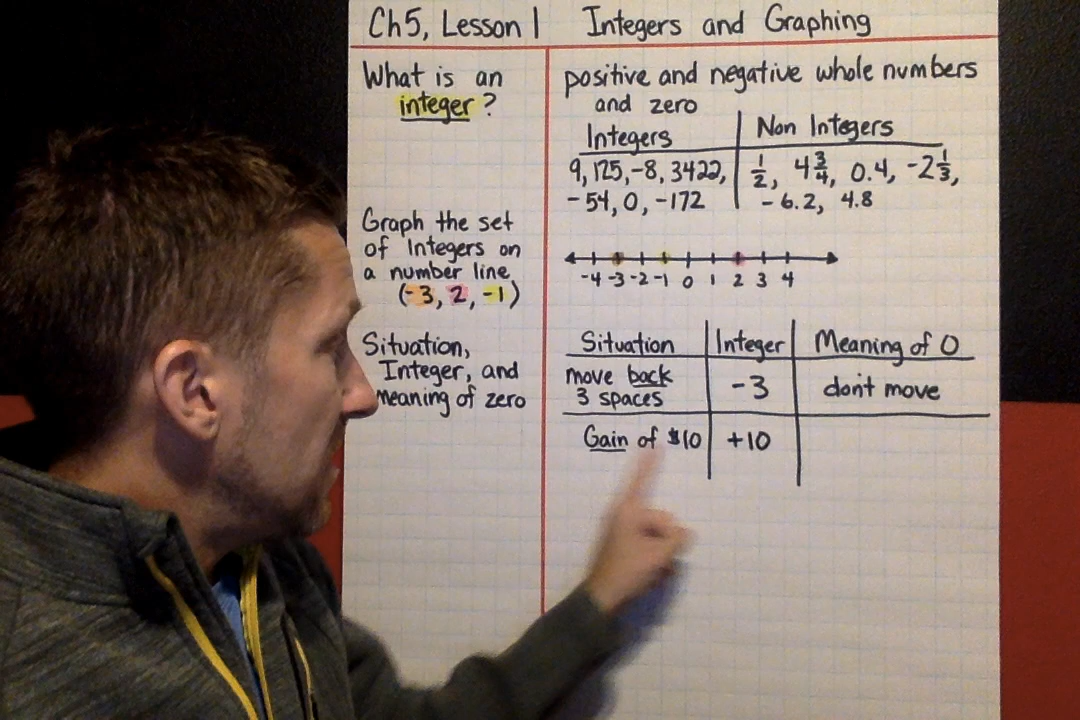 Ch5, Lesson 1 Integers and Graphing
What is an
integer?
positive and negative whole numbers
and zero
Integers
Non Integers
9, 125, -8, 3422,
-54, 0, -172
1/2, 4 3/4, 0.4, -2 1/3,
-6.2, 4.8
Graph the set
of Integers on
a number line
(-3, 2, -1)
-4 -3 -2 -1 0 1 2 3 4
Situation,
Integer, and
meaning of zero
Situation Integer Meaning of 0
move back
3 spaces
-3
don't move
Gain of $10 +10